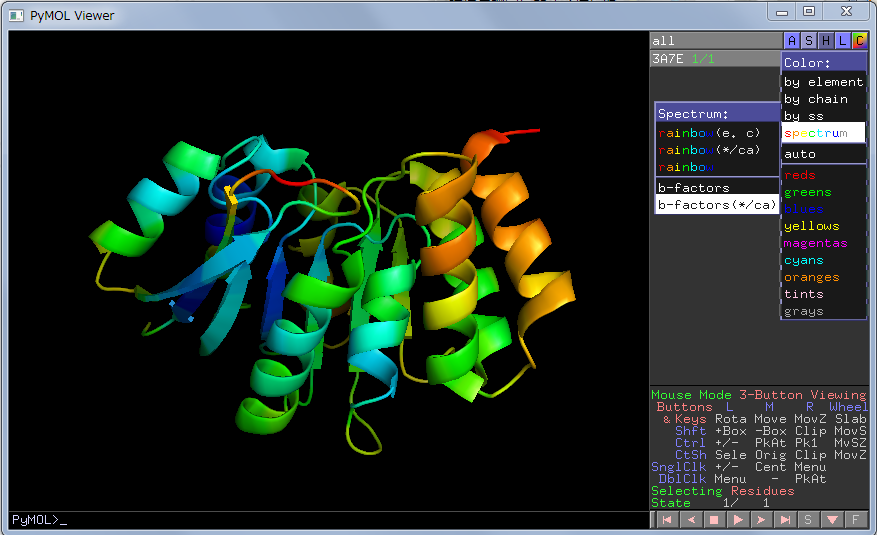 PyMOL Viewer
all
A S H L C
3A7E 1/1
Color:
by element
by chain
by ss
spectrum
auto
reds
greens
blues
yellows
magentas
cyans
oranges
tints
grays
Spectrum:
rainbow(e. c)
rainbow(*/ca)
rainbow
b-factors
b-factors(*/ca)
Mouse Mode 3-Button Viewing
Buttons L M R Wheel
& Keys Rota Move MovZ Slab
Shft +Box -Box Clip MovS
Ctrl +/- PkAt Pk1 MvSZ
CtSh Sele Orig Clip MovZ
SnglClk +/- Cent Menu
DblClk Menu - PkAt
Selecting Residues
State 1/ 1
PyMOL>_
S F